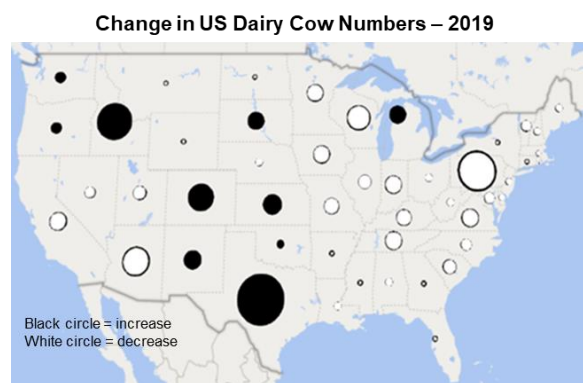 Change in US Dairy Cow Numbers – 2019
Black circle = increase
White circle = decrease